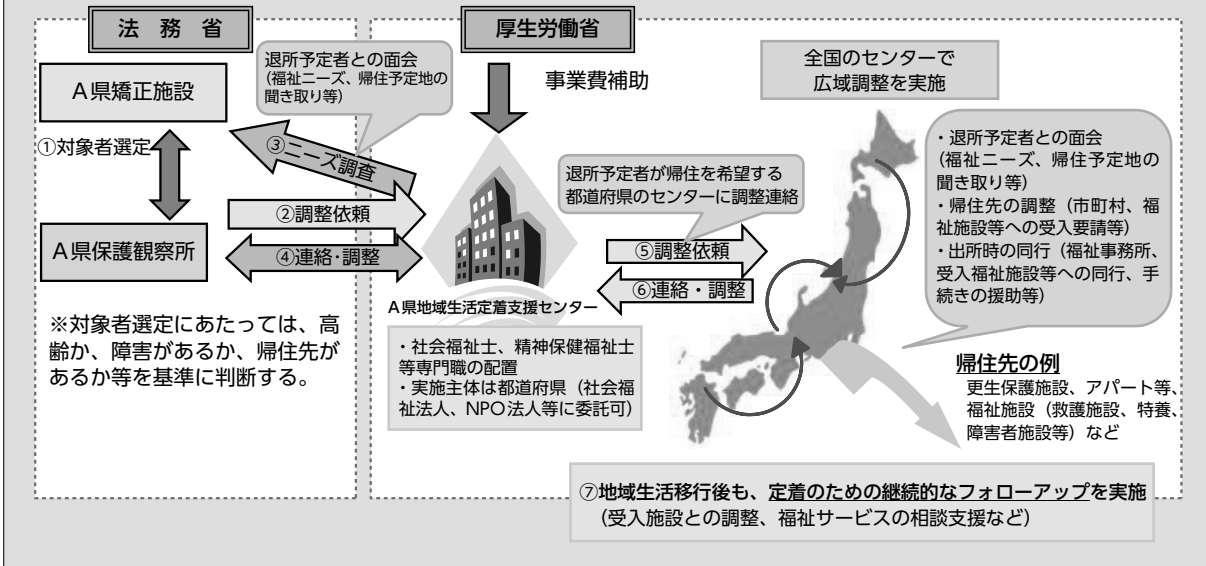 法務省
厚生労働省
A県矯正施設
退所予定者との面会
(福祉ニーズ、帰住予定地の
聞き取り等)
事業費補助
全国のセンターで
広域調整を実施
①対象者選定
③ニーズ調査
②調整依頼
④連絡・調整
A県保護観察所
退所予定者が帰住を希望する
都道府県のセンターに調整連絡
⑤調整依頼
⑥連絡・調整
・退所予定者との面会
(福祉ニーズ、帰住予定地の
聞き取り等)
・帰住先の調整(市町村、福
祉施設等への受入要請等)
・出所時の同行(福祉事務所、
受入福祉施設等への同行、手
続きの援助等)
A県地域生活定着支援センター
※対象者選定にあたっては、高
齢か、障害があるか、帰住先が
あるか等を基準に判断する。
・社会福祉士、精神保健福祉士
等専門職の配置
・実施主体は都道府県(社会福
祉法人、NPO法人等に委託可)
帰住先の例
更生保護施設、アパート等、
福祉施設(救護施設、特養、
障害者施設等)など
⑦地域生活移行後も、定着のための継続的なフォローアップを実施
(受入施設との調整、福祉サービスの相談支援など)